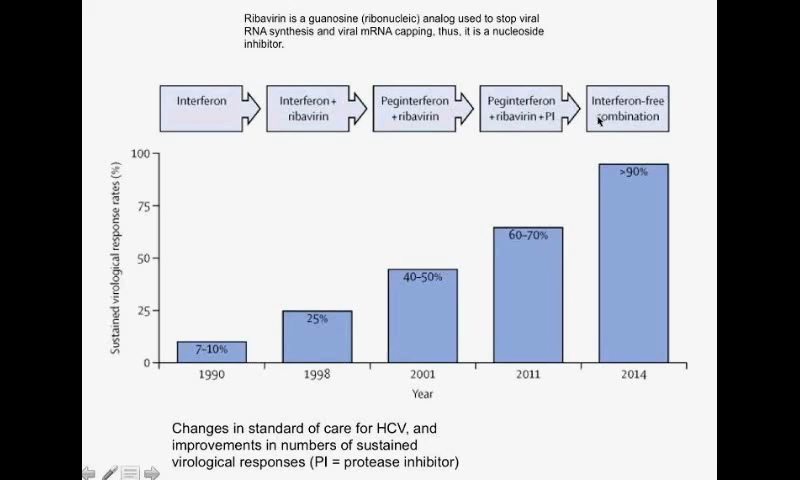 Ribavirin is a guanosine (ribonucleic) analog used to stop viral
RNA synthesis and viral mRNA capping, thus, it is a nucleoside
inhibitor.
Interferon
Interferon+
ribavirin
Peginterferon
+ribavirin
Peginterferon
+ribavirin+PI
Interferon-free
combination
Sustained virological response rates (%)
100
75
50
25
0
7–10%
25%
40–50%
60–70%
>90%
1990
1998
2001
2011
2014
Year
Changes in standard of care for HCV, and
improvements in numbers of sustained
virological responses (PI = protease inhibitor)